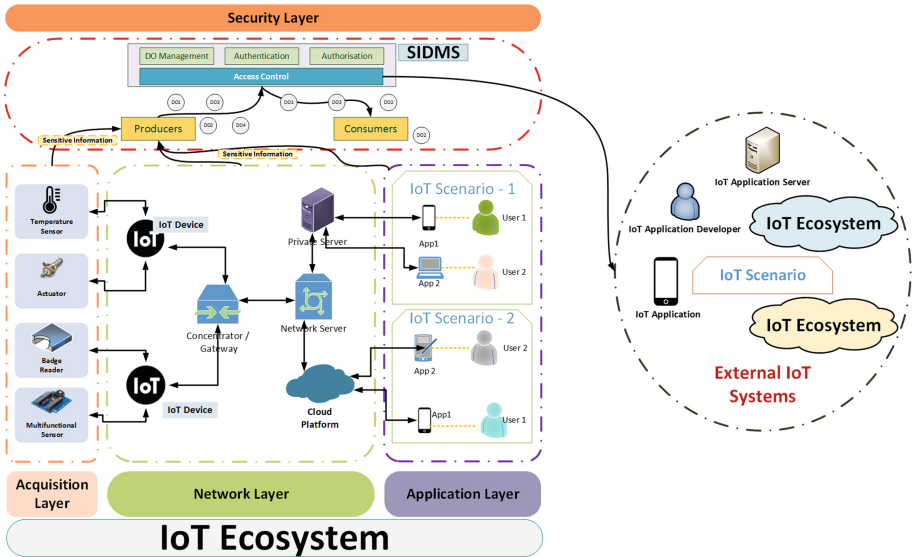 Security Layer
SIDMS
DO Management
Authentication
Authorisation
Access Control
DO1
DO3
DO1
DO3
DO2
DO2
DO4
DO2
Producers
Consumers
Sensitive Information
Sensitive Information
Temperature
Sensor
Actuator
Badge
Reader
Multifunctional
Sensor
IoT
IoT Device
IoT
IoT Device
Concentrator /
Gateway
Private Server
Network Server
Cloud
Platform
IoT Scenario - 1
App1
User 1
App 2
User 2
IoT Scenario - 2
App 2
User 2
App1
User 1
IoT Application Server
IoT Application Developer
IoT Ecosystem
IoT Scenario
IoT Application
IoT Ecosystem
External IoT
Systems
Acquisition
Layer
Network Layer
Application Layer
IoT Ecosystem